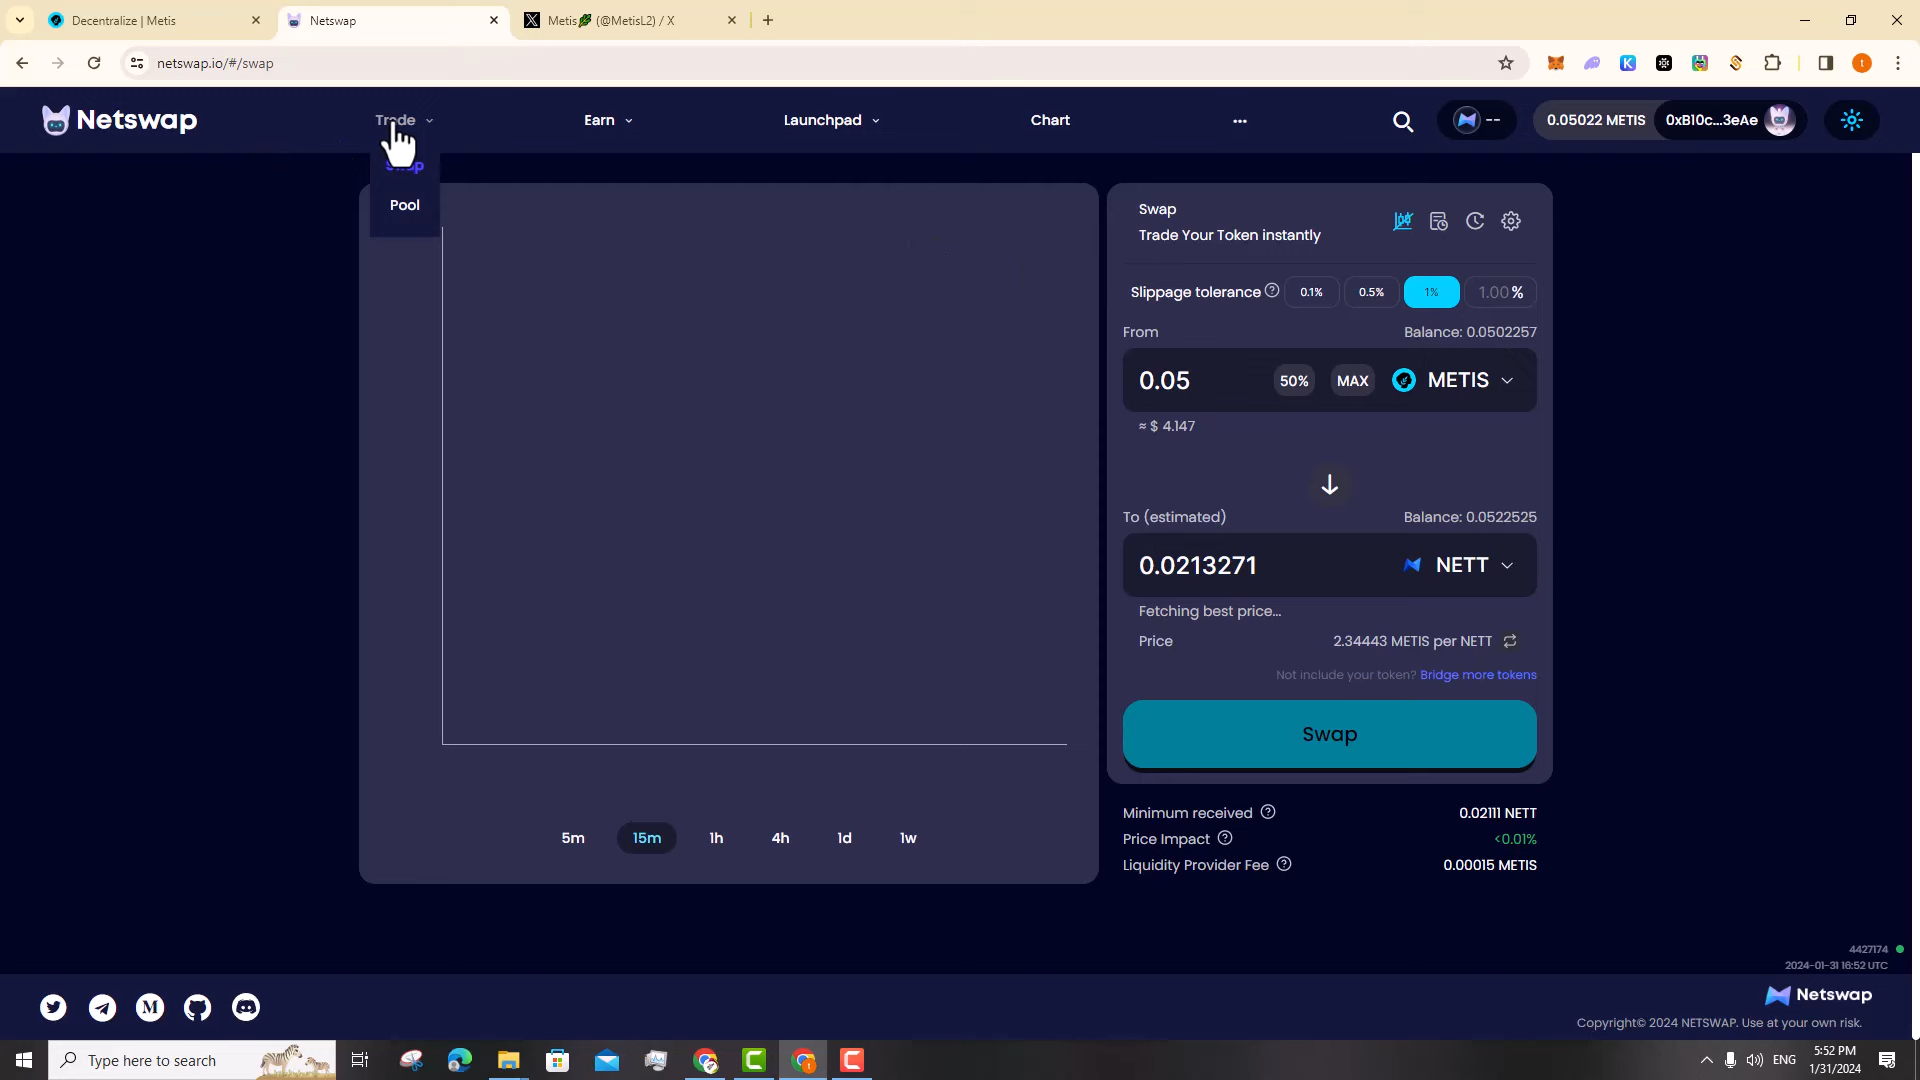 Decentralize | Metis
Netswap
Metis🌿 (@MetisL2) / X
netswap.io/#/swap
Netswap
Trade
Earn
Launchpad
Chart
--
0.05022 METIS
0xB10c...3eAe
Swap
Pool
Swap
Trade Your Token instantly
Slippage tolerance
0.1%
0.5%
1%
1.00 %
From
Balance: 0.0502257
0.05
50%
MAX
METIS
≈ $ 4.147
To (estimated)
Balance: 0.0522525
0.0213271
NETT
Fetching best price...
Price
2.34443 METIS per NETT
Not include your token? Bridge more tokens
Swap
Minimum received
0.02111 NETT
Price Impact
<0.01%
Liquidity Provider Fee
0.00015 METIS
5m
15m
1h
4h
1d
1w
4427174
2024-01-31 16:52 UTC
Netswap
Copyright© 2024 NETSWAP. Use at your own risk.
Type here to search
ENG
5:52 PM
1/31/2024